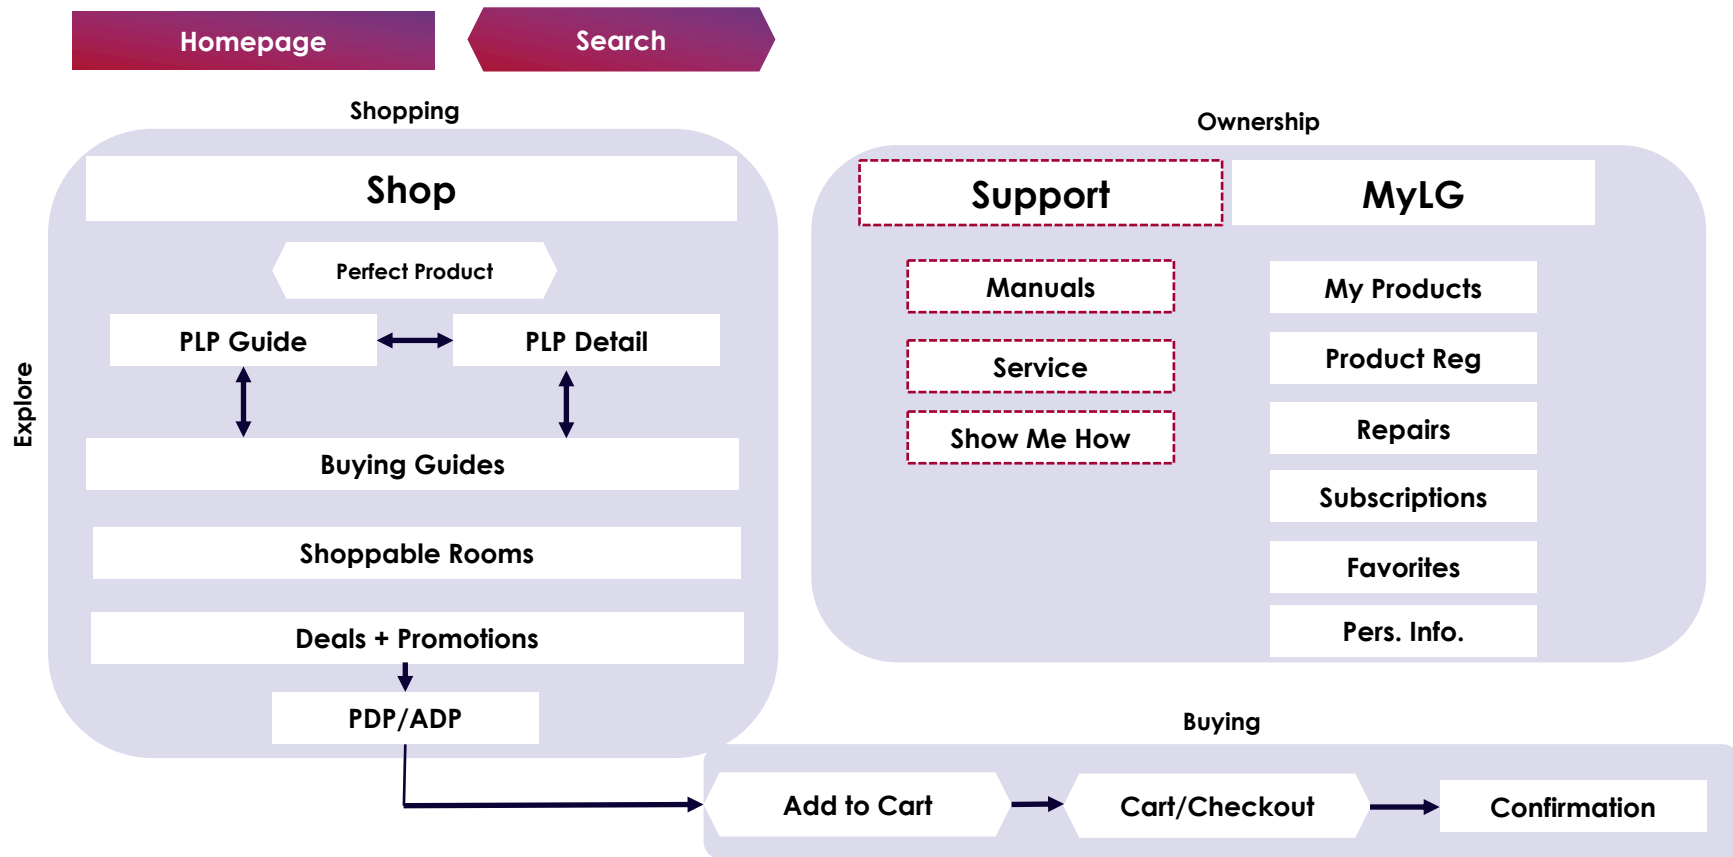 Homepage
Search
Shopping
Ownership
Shop
Support
MyLG
Perfect Product
Manuals
My Products
PLP Guide
PLP Detail
Service
Product Reg
Explore
Show Me How
Repairs
Buying Guides
Subscriptions
Shoppable Rooms
Favorites
Deals + Promotions
Pers. Info.
PDP/ADP
Buying
Add to Cart
Cart/Checkout
Confirmation